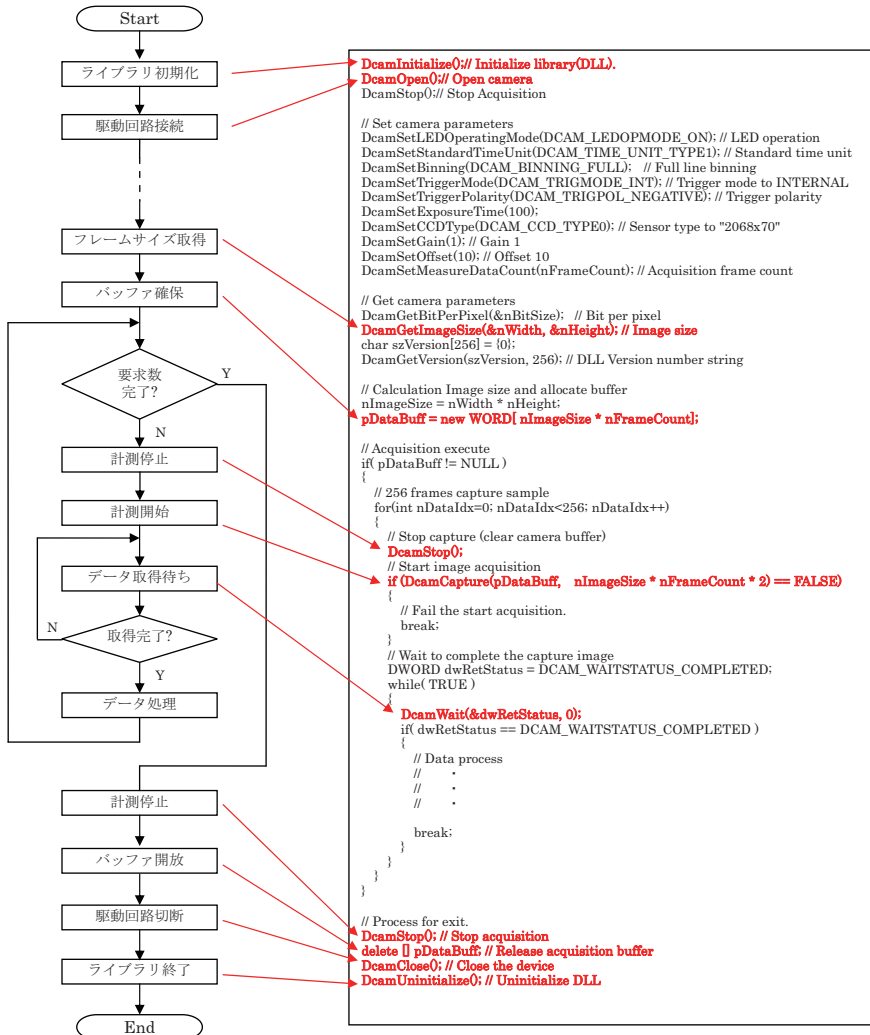 Start
ライブラリ初期化
駆動回路接続
フレームサイズ取得
バッファ確保
要求数
完了?
Y
N
計測停止
計測開始
データ取得待ち
取得完了?
N
Y
データ処理
計測停止
バッファ開放
駆動回路切断
ライブラリ終了
End
DcamInitialize();// Initialize library(DLL).
DcamOpen();// Open camera
DcamStop();// Stop Acquisition
// Set camera parameters
DcamSetLEDOperatingMode(DCAM_LEDOPMODE_ON); // LED operation
DcamSetStandardTimeUnit(DCAM_TIME_UNIT_TYPE1); // Standard time unit
DcamSetBinning(DCAM_BINNING_FULL); // Full line binning
DcamSetTriggerMode(DCAM_TRIGMODE_INT); // Trigger mode to INTERNAL
DcamSetTriggerPolarity(DCAM_TRIGPOL_NEGATIVE); // Trigger polarity
DcamSetExposureTime(100);
DcamSetCCDType(DCAM_CCD_TYPE0); // Sensor type to "2068x70"
DcamSetGain(1); // Gain 1
DcamSetOffset(10); // Offset 10
DcamSetMeasureDataCount(nFrameCount); // Acquisition frame count
// Get camera parameters
DcamGetBitPerPixel(&nBitSize); // Bit per pixel
DcamGetImageSize(&nWidth, &nHeight); // Image size
char szVersion[256] = {0};
DcamGetVersion(szVersion, 256); // DLL Version number string
// Calculation Image size and allocate buffer
nImageSize = nWidth * nHeight;
pDataBuff = new WORD[ nImageSize * nFrameCount];
// Acquisition execute
if( pDataBuff != NULL )
{
// 256 frames capture sample
for(int nDataIdx=0; nDataIdx<256; nDataIdx++)
{
// Stop capture (clear camera buffer)
DcamStop();
// Start image acquisition
if (DcamCapture(pDataBuff, nImageSize * nFrameCount * 2) == FALSE)
{
// Fail the start acquisition.
break;
}
// Wait to complete the capture image
DWORD dwRetStatus = DCAM_WAITSTATUS_COMPLETED;
while( TRUE )
{
DcamWait(&dwRetStatus, 0);
if( dwRetStatus == DCAM_WAITSTATUS_COMPLETED )
{
// Data process
// ・
// ・
// ・
break;
}
}
}
}
// Process for exit.
DcamStop(); // Stop acquisition
delete [] pDataBuff; // Release acquisition buffer
DcamClose(); // Close the device
DcamUninitialize(); // Uninitialize DLL